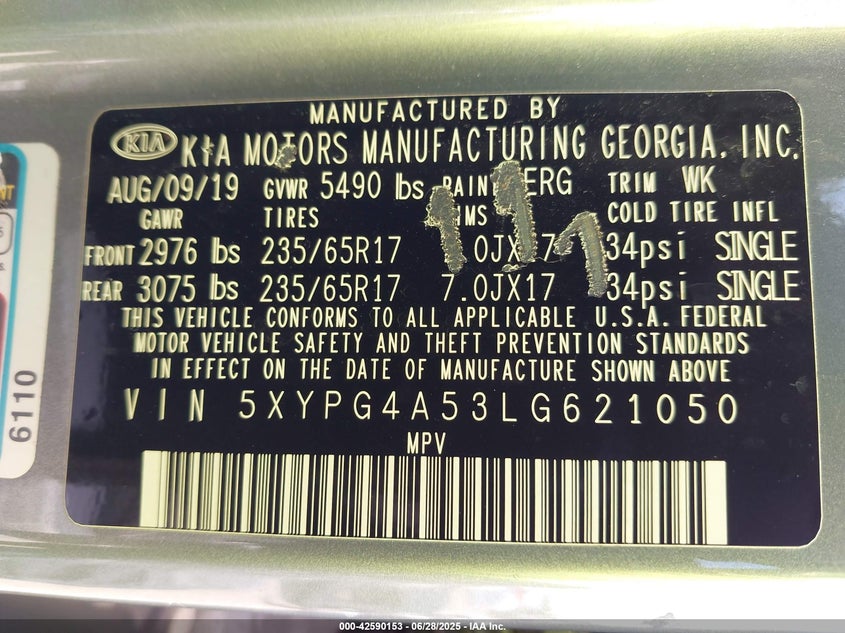 MANUFACTURED BY
KIA KIA MOTORS MANUFACTURING GEORGIA, INC.
AUG/09/19 GVWR 5490 lbs ERG TRIM WK
GAWR TIRES COLD TIRE INFL
FRONT 2976 lbs 235/65R17 34psi SINGLE
REAR 3075 lbs 235/65R17 7.0JX17 34psi SINGLE
THIS VEHICLE CONFORMS TO ALL APPLICABLE U.S.A. FEDERAL
MOTOR VEHICLE SAFETY AND THEFT PREVENTION STANDARDS
IN EFFECT ON THE DATE OF MANUFACTURE SHOWN ABOVE
VIN 5XYPG4A53LG621050
MPV
111
6110
000-42590153 - 06/28/2025 - IAA Inc.